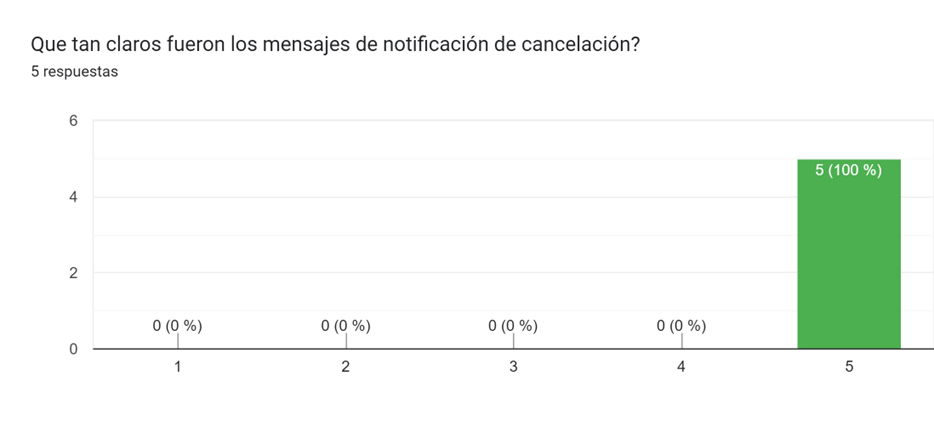 Que tan claros fueron los mensajes de notificación de cancelación?
5 respuestas
6
4
2
0
0 (0 %) 0 (0 %) 0 (0 %) 0 (0 %) 5 (100 %)
1 2 3 4 5